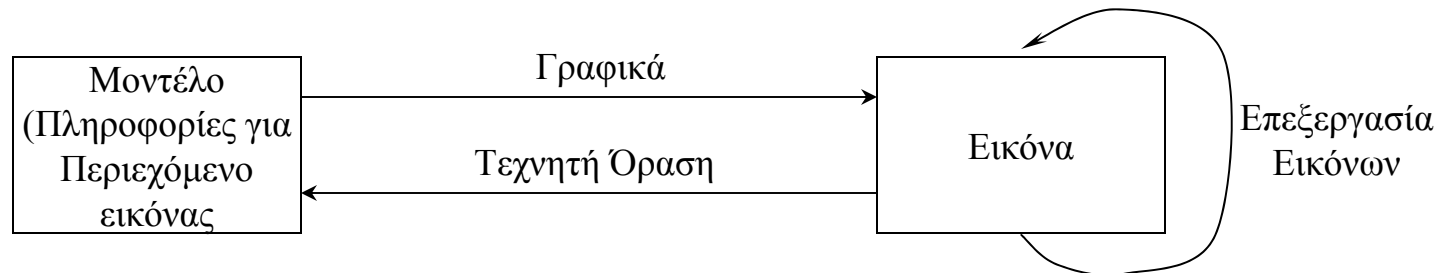 Μοντέλο
(Πληροφορίες για
Περιεχόμενο
εικόνας
Γραφικά
Τεχνητή Όραση
Εικόνα
Επεξεργασία
Εικόνων